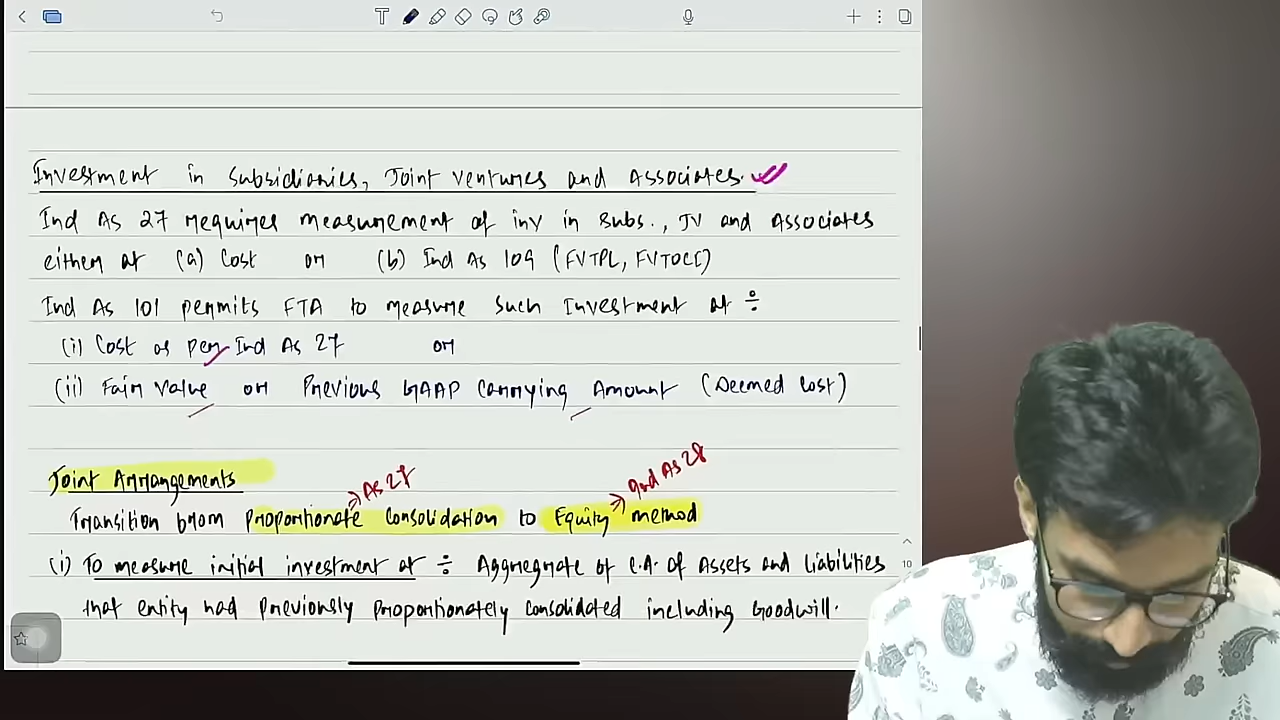 Investment in Subsidiaries, Joint Ventures and Associates.
Ind As 27 requires measurement of inv in subs., JV and Associates
either at (a) Cost or (b) Ind As 109 (FVTPL, FVTOCI)
Ind As 101 permits FTA to measure such Investment at ÷
(i) Cost as per Ind As 27 or
(ii) Fair value or Previous GAAP Carrying Amount (Deemed Cost)
Joint Arrangements
→ As 27
→ Ind As 28
Transition from Proportionate Consolidation to Equity method
(i) To measure initial investment at ÷ Aggregate of C.A. of Assets and Liabilities
that entity had previously proportionately consolidated including Goodwill.
10